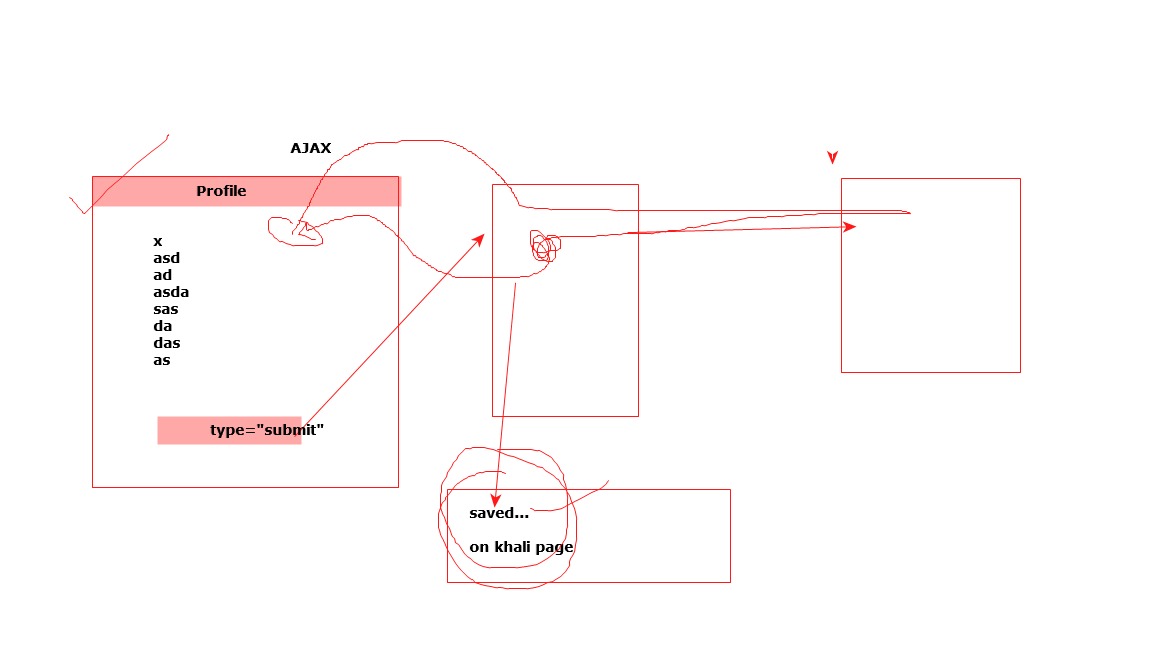 AJAX
Profile
x
asd
ad
asda
sas
da
das
as
type="submit"
saved...
on khali page